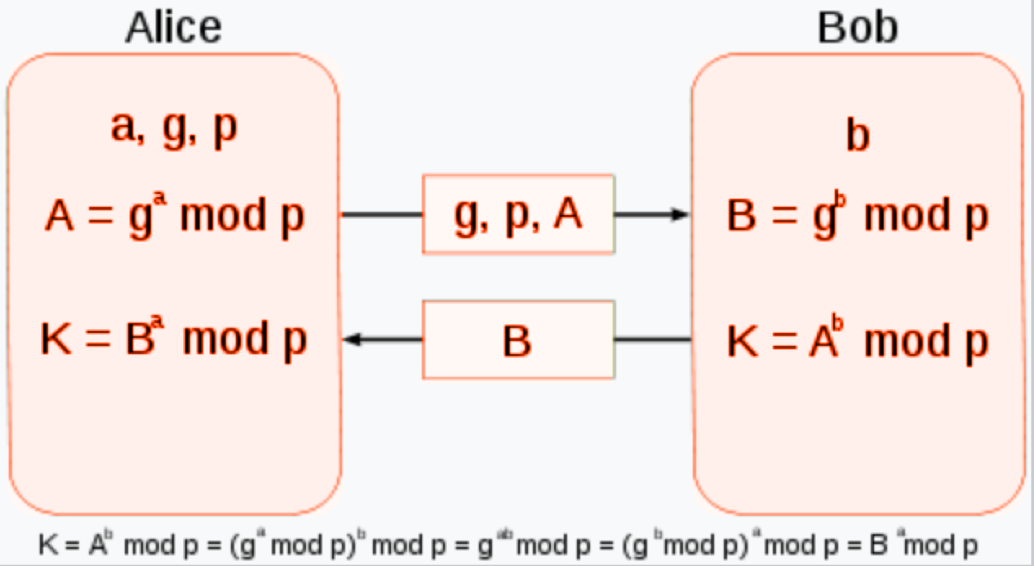 Alice
a, g, p
A = gᵃ mod p
K = Bᵃ mod p
g, p, A
B
Bob
b
B = gᵇ mod p
K = Aᵇ mod p
K = Aᵇ mod p = (gᵃ mod p)ᵇ mod p = gᵃᵇ mod p = (gᵇ mod p)ᵃ mod p = Bᵃ mod p